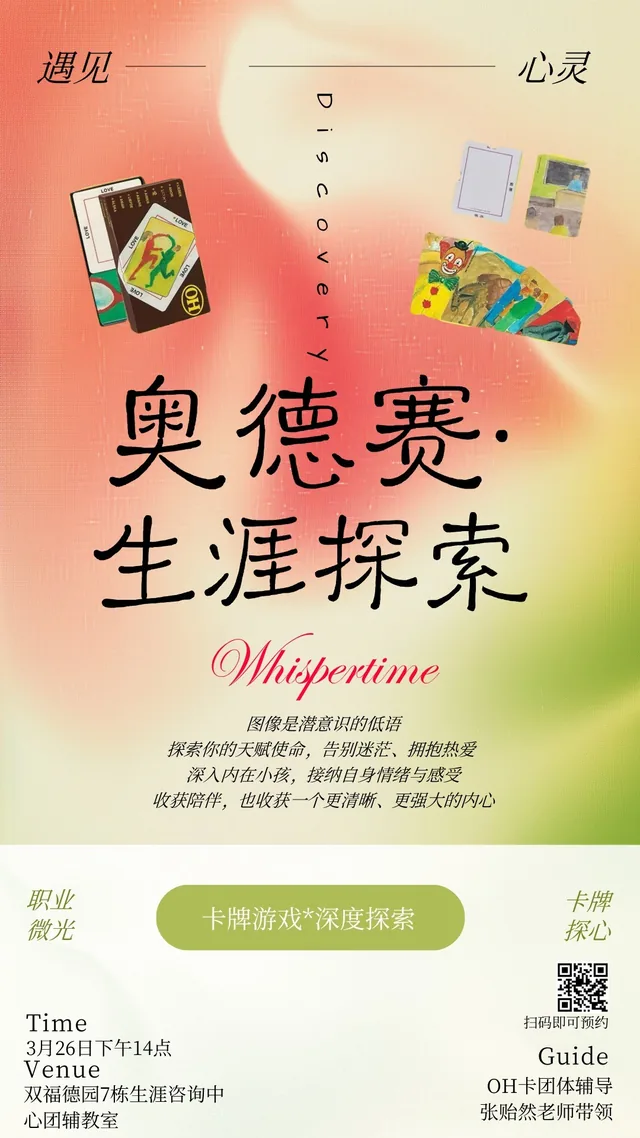 遇见
心灵
Discovery
LOVE
LOVE
LOVE
LOVE
LOVE
LOVE
OH
奥德赛·
生涯探索
Whispertime
图像是潜意识的低语
探索你的天赋使命，告别迷茫、拥抱热爱
深入内在小孩，接纳自身情绪与感受
收获陪伴，也收获一个更清晰、更强大的内心
职业
微光
卡牌游戏*深度探索
卡牌
探心
扫码即可预约
Time
3月26日下午14点
Venue
双福德园7栋生涯咨询中
心团辅教室
Guide
OH卡团体辅导
张贻然老师带领